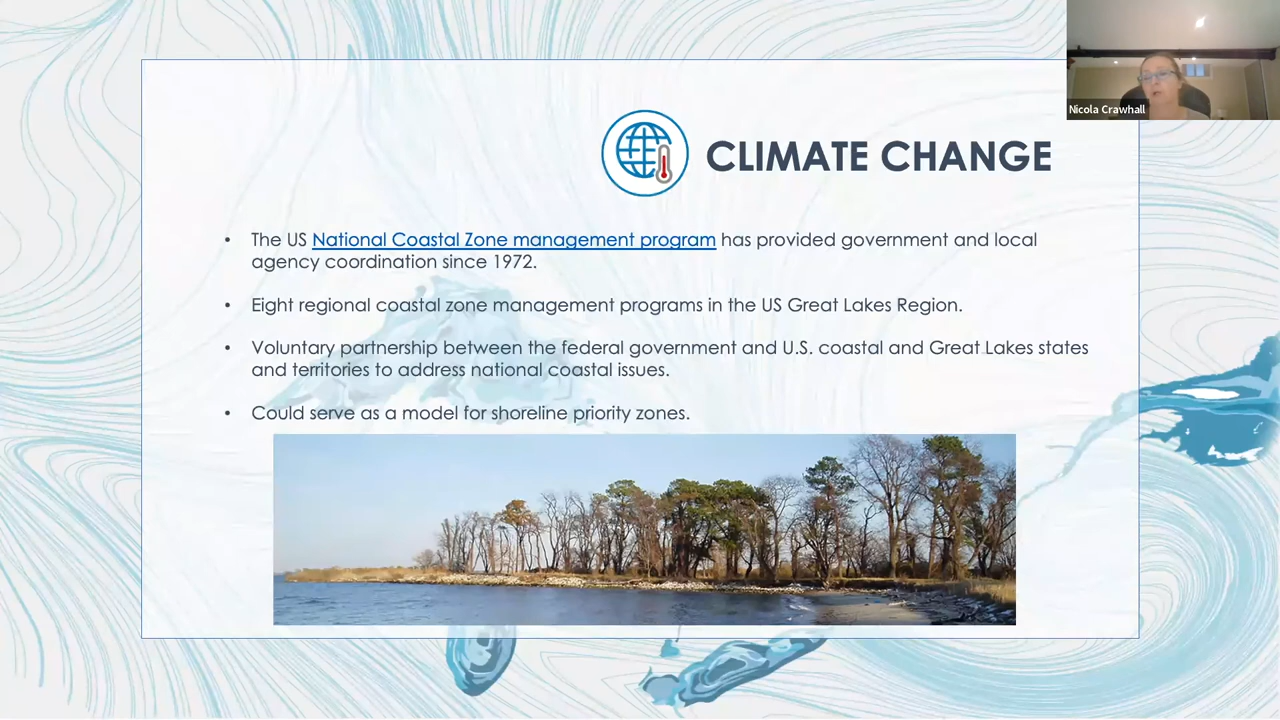 Nicola Crawhall
CLIMATE CHANGE
• The US National Coastal Zone management program has provided government and local
agency coordination since 1972.
• Eight regional coastal zone management programs in the US Great Lakes Region.
• Voluntary partnership between the federal government and U.S. coastal and Great Lakes states
and territories to address national coastal issues.
• Could serve as a model for shoreline priority zones.